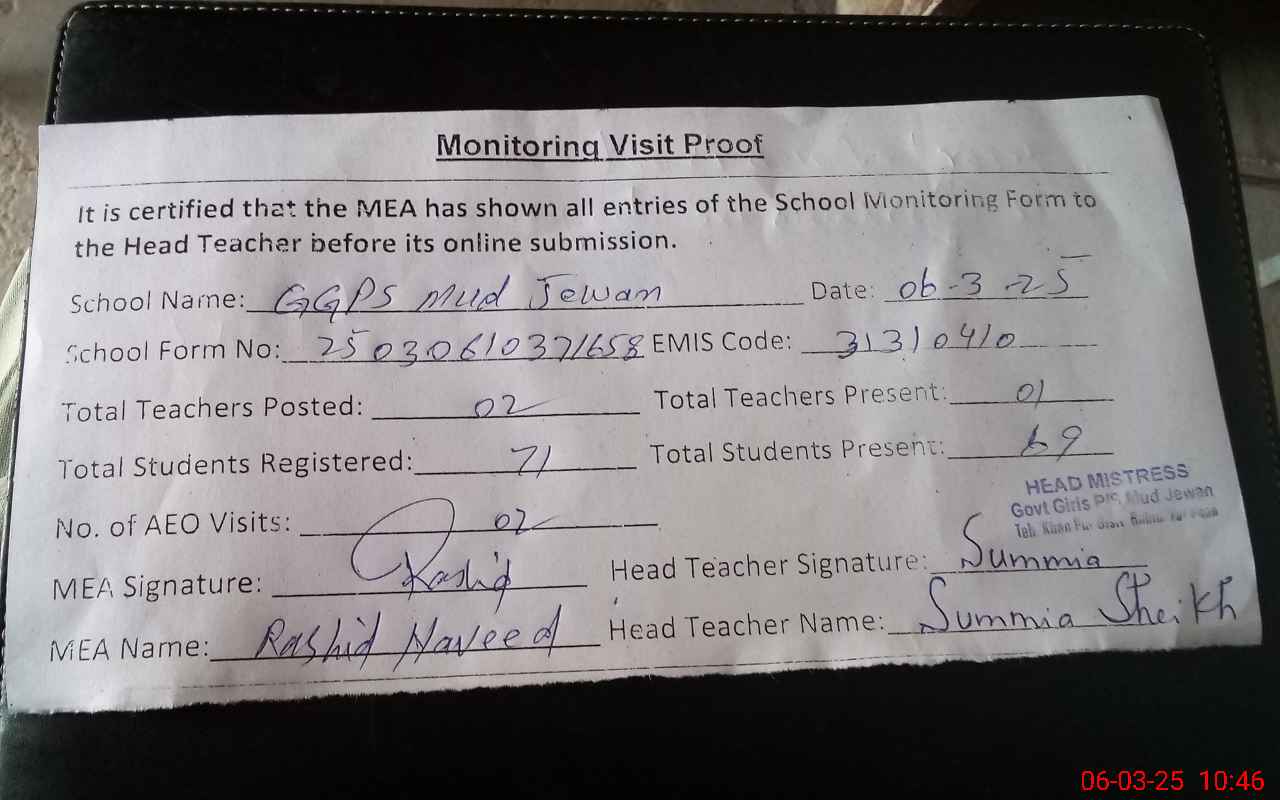 Monitoring Visit Proof
It is certified that the MEA has shown all entries of the School Monitoring Form to
the Head Teacher before its online submission.
School Name: GGPS Mud Jewan Date: 06-3-25
School Form No: 25030610371658 EMIS Code: 31310410
Total Teachers Posted: 02 Total Teachers Present: 01
Total Students Registered: 71 Total Students Present: 69
HEAD MISTRESS
Govt Girls P/S, Mud Jewan
Teh. Khan
No. of AEO Visits: 02
MEA Signature: Rashid Head Teacher Signature: Summia
MEA Name: Rashid Naveed Head Teacher Name: Summia Sheikh
06-03-25 10:46